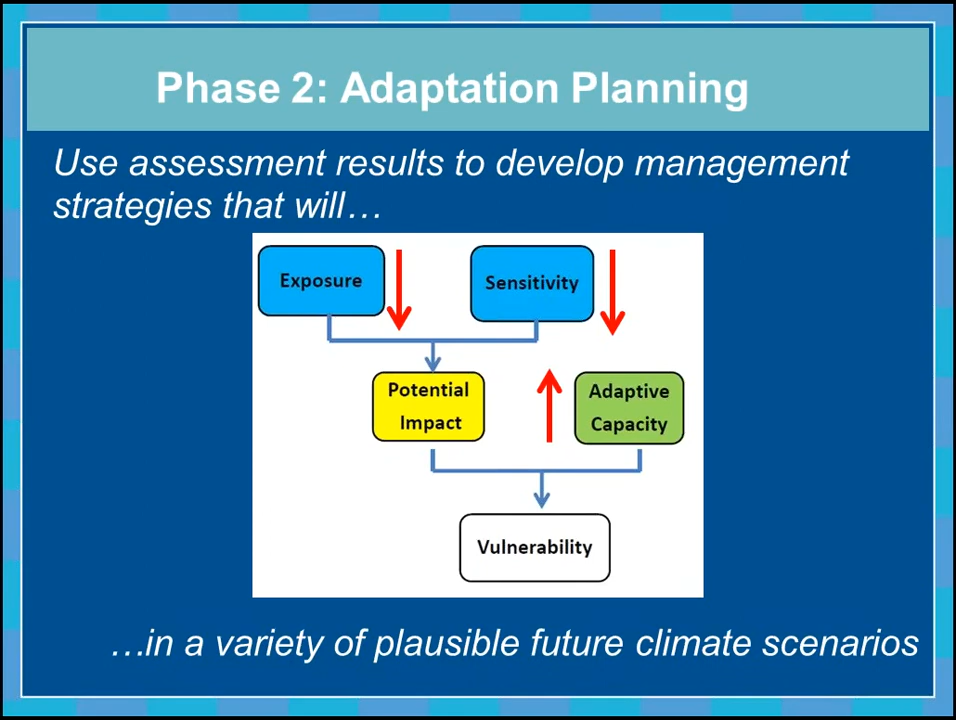 Phase 2: Adaptation Planning
Use assessment results to develop management
strategies that will…
Exposure
Sensitivity
Potential
Impact
Adaptive
Capacity
Vulnerability
…in a variety of plausible future climate scenarios